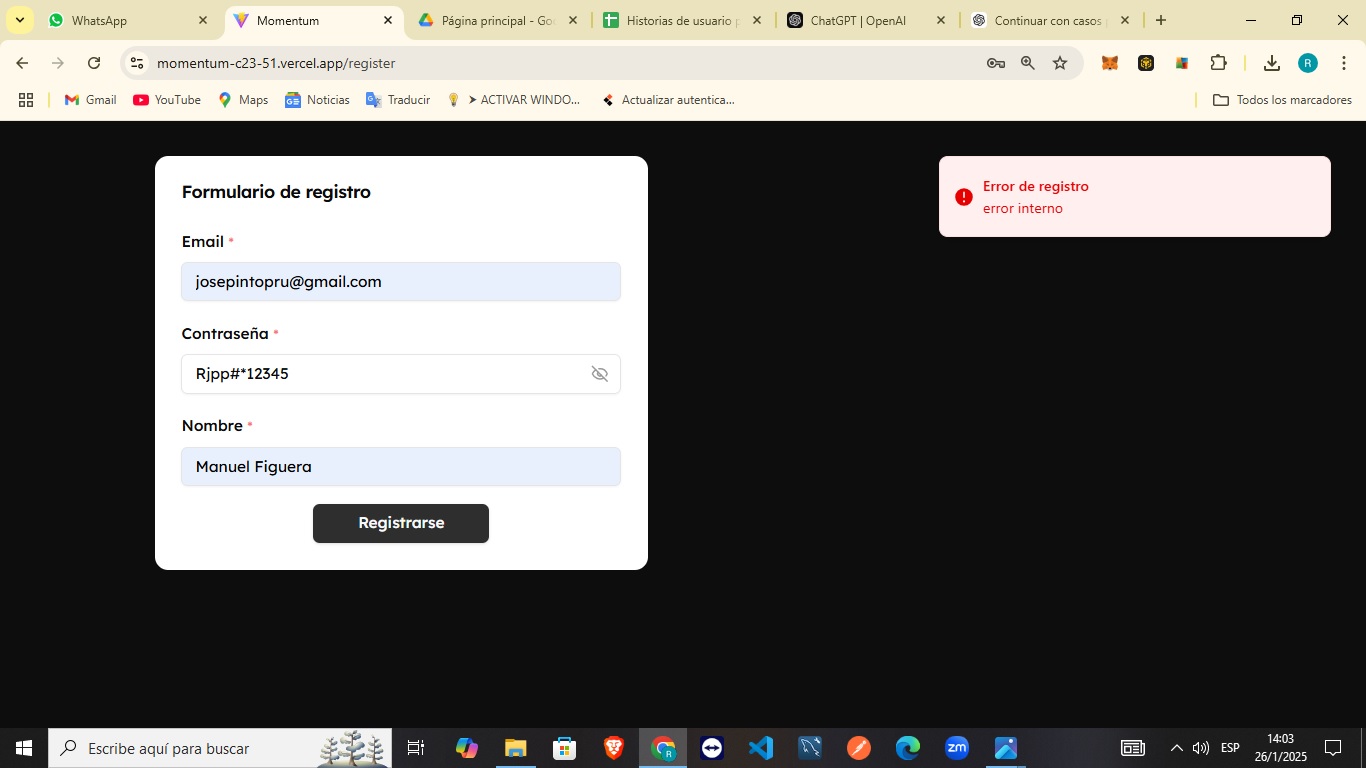 WhatsApp
Momentum
Página principal - Goo
Historias de usuario p
ChatGPT | OpenAI
Continuar con casos p
momentum-c23-51.vercel.app/register
R
Gmail
YouTube
Maps
Noticias
Traducir
➤ ACTIVAR WINDO...
Actualizar autentica...
Todos los marcadores
Formulario de registro
Email *
josepintopru@gmail.com
Contraseña *
Rjpp#*12345
Nombre *
Manuel Figuera
Registrarse
Error de registro
error interno
Escribe aquí para buscar
zm
ESP
14:03
26/1/2025